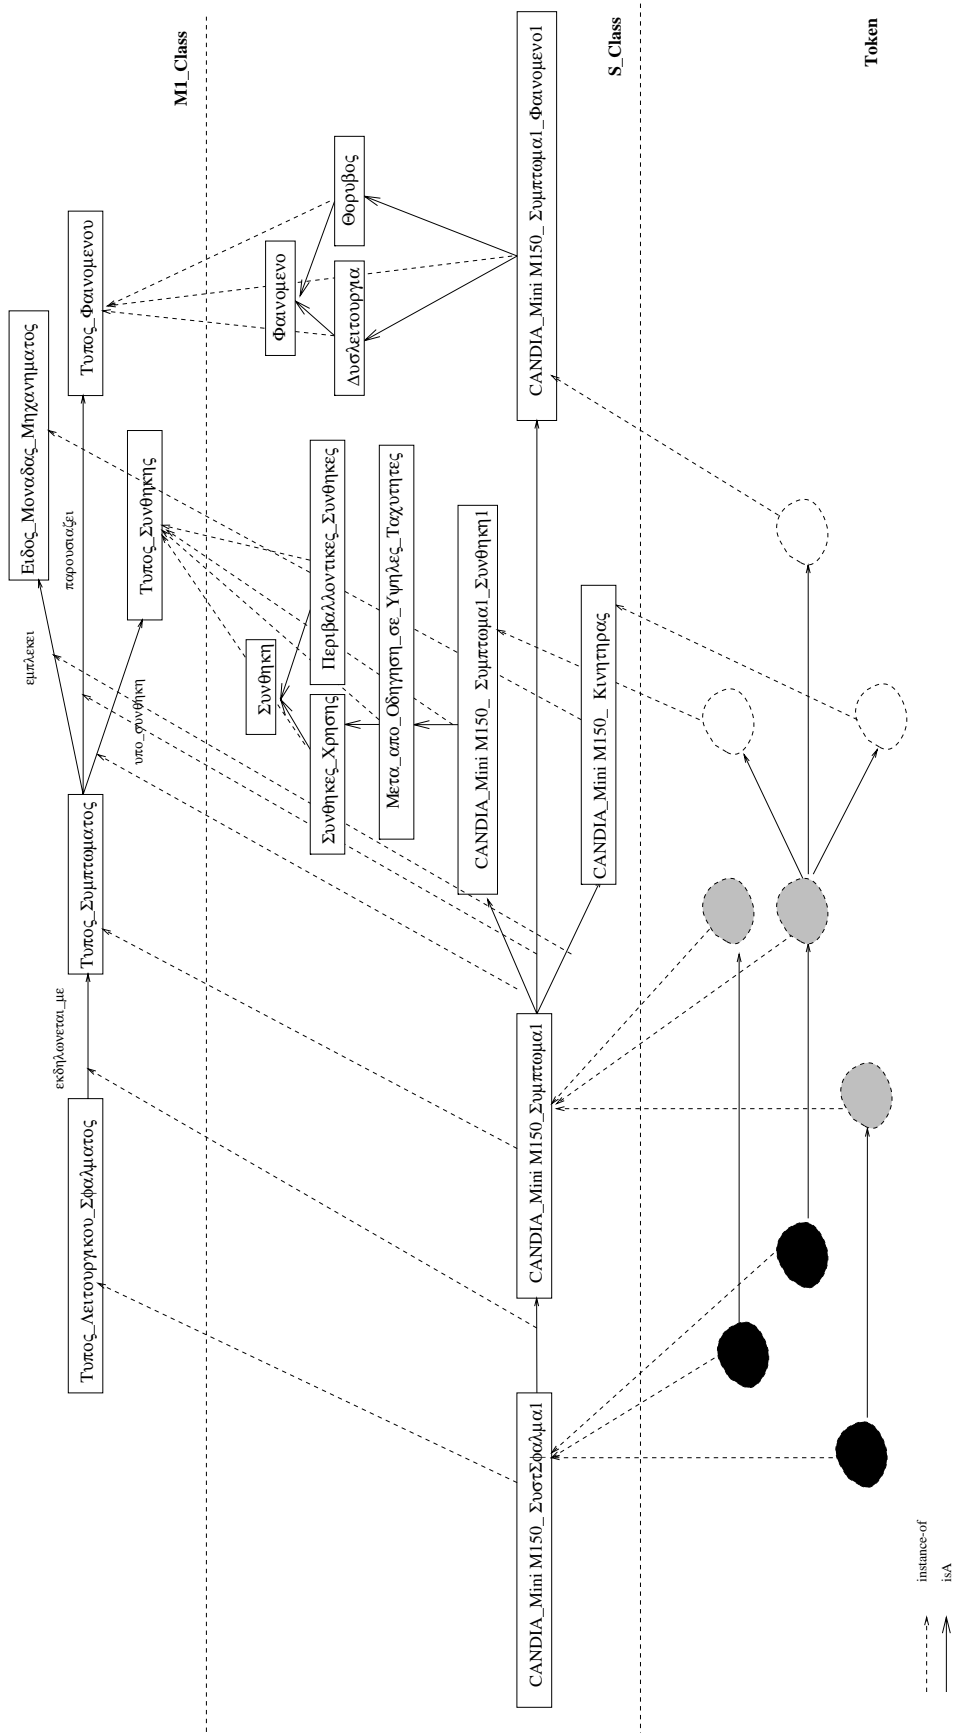 M1_Class
Ειδος_Μοναδας_Μηχανηματος
εμπλεκει
Τυπος_Λειτουργικου_Σφαλματος
εκδηλωνεται_με
Τυπος_Συμπτωματος
παρουσιαζει
Τυπος_Φαινομενου
υπο_συνθηκη
Τυπος_Συνθηκης
S_Class
Συνθηκη
Φαινομενο
Συνθηκες_Χρησης
Περιβαλλοντικες_Συνθηκες
Δυσλειτουργια
Θορυβος
Μετα_απο_Οδηγηση_σε_Υψηλες_Ταχυτητες
CANDIA_Mini M150_ Συμπτωμα1_Συνθηκη1
CANDIA_Mini M150_ ΣυστΣφαλμα1
CANDIA_Mini M150_Συμπτωμα1
CANDIA_Mini M150_ Συμπτωμα1_Φαινομενο1
CANDIA_Mini M150_ Κινητηρας
Token
instance-of
isA